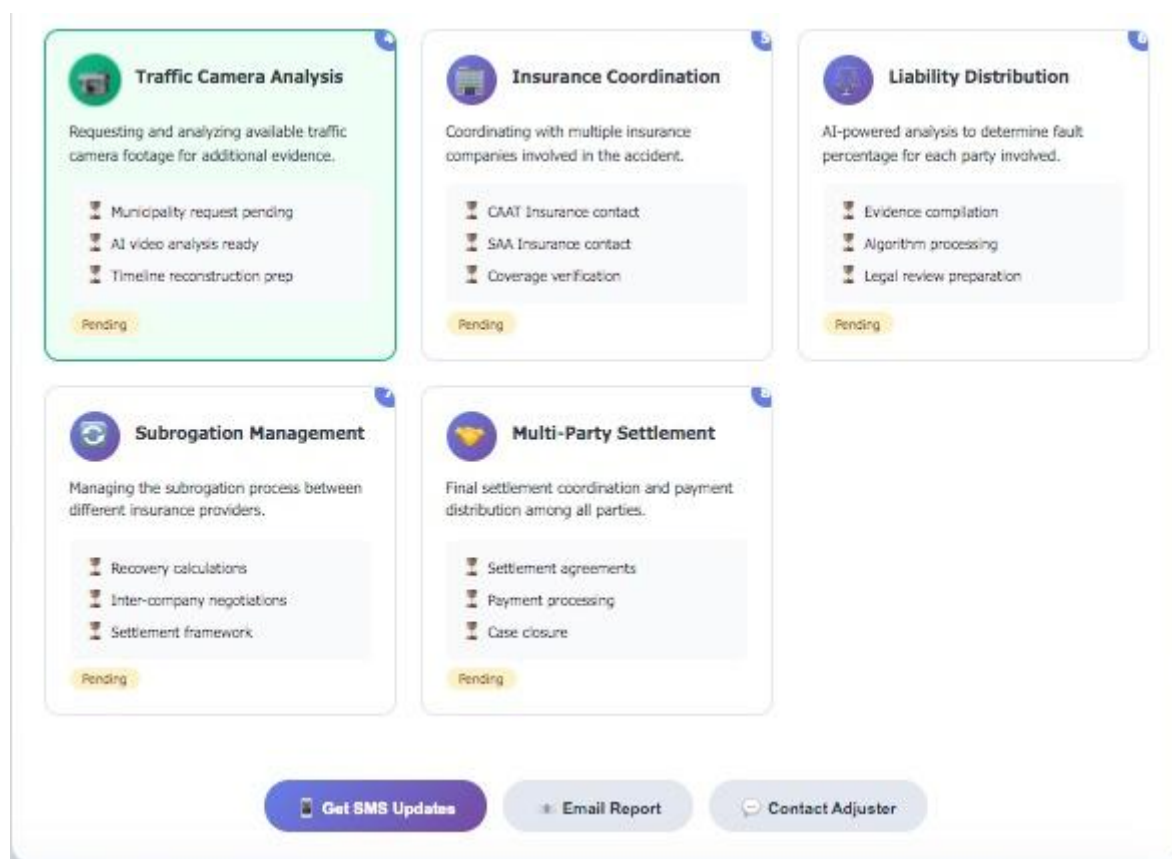 4
Traffic Camera Analysis
Requesting and analyzing available traffic
camera footage for additional evidence.
Municipality request pending
AI video analysis ready
Timeline reconstruction prep
Pending
5
Insurance Coordination
Coordinating with multiple insurance
companies involved in the accident.
CAAT Insurance contact
SAA Insurance contact
Coverage verification
Pending
6
Liability Distribution
AI-powered analysis to determine fault
percentage for each party involved.
Evidence compilation
Algorithm processing
Legal review preparation
Pending
7
Subrogation Management
Managing the subrogation process between
different insurance providers.
Recovery calculations
Inter-company negotiations
Settlement framework
Pending
8
Multi-Party Settlement
Final settlement coordination and payment
distribution among all parties.
Settlement agreements
Payment processing
Case closure
Pending
Get SMS Updates
Email Report
Contact Adjuster